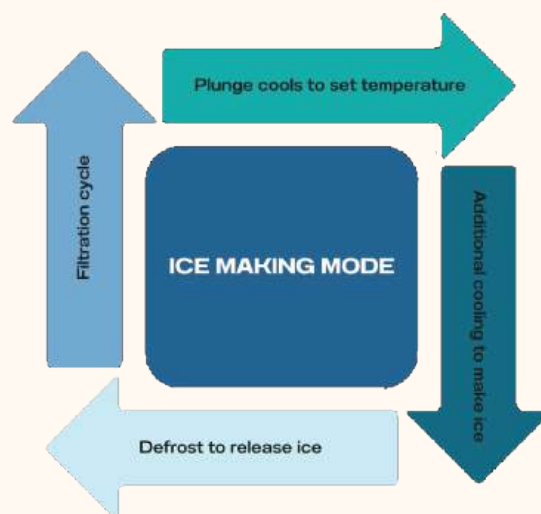 Plunge cools to set temperature
Additional cooling to make ice
Defrost to release ice
Filtration cycle
ICE MAKING MODE